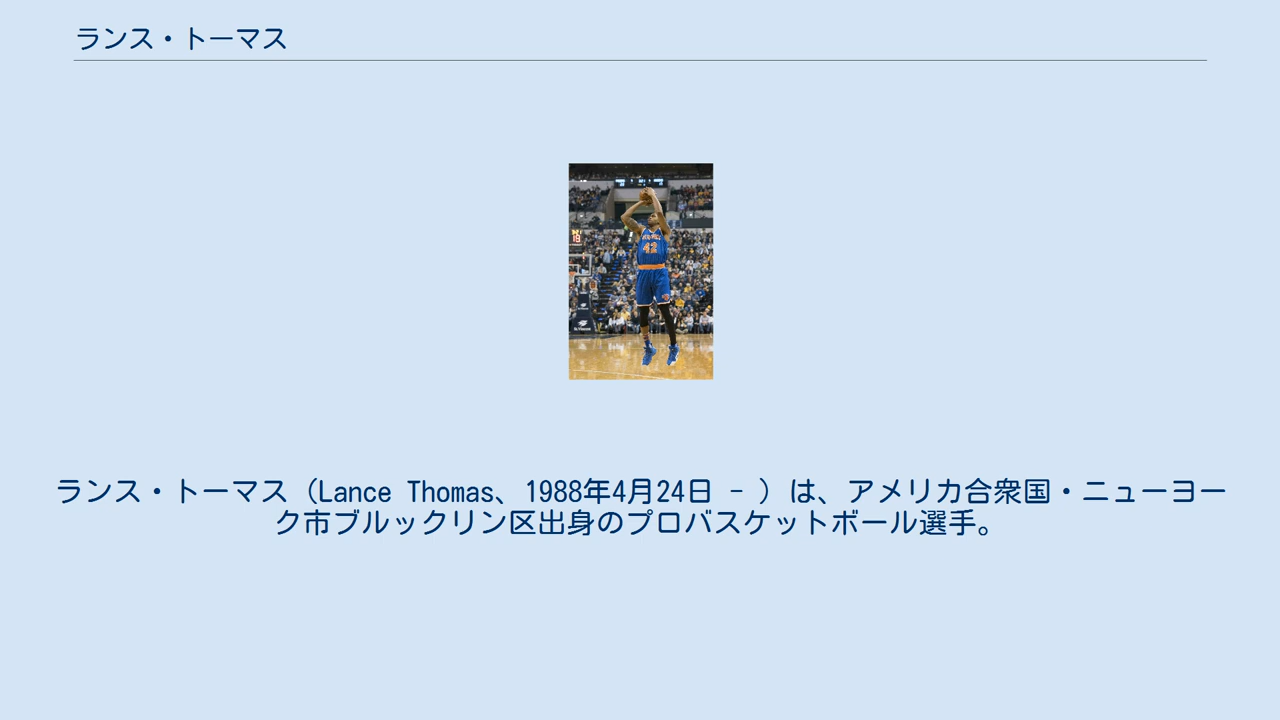 ランス・トーマス
42
ランス・トーマス（Lance Thomas、1988年4月24日 - ）は、アメリカ合衆国・ニューヨー
ク市ブルックリン区出身のプロバスケットボール選手。